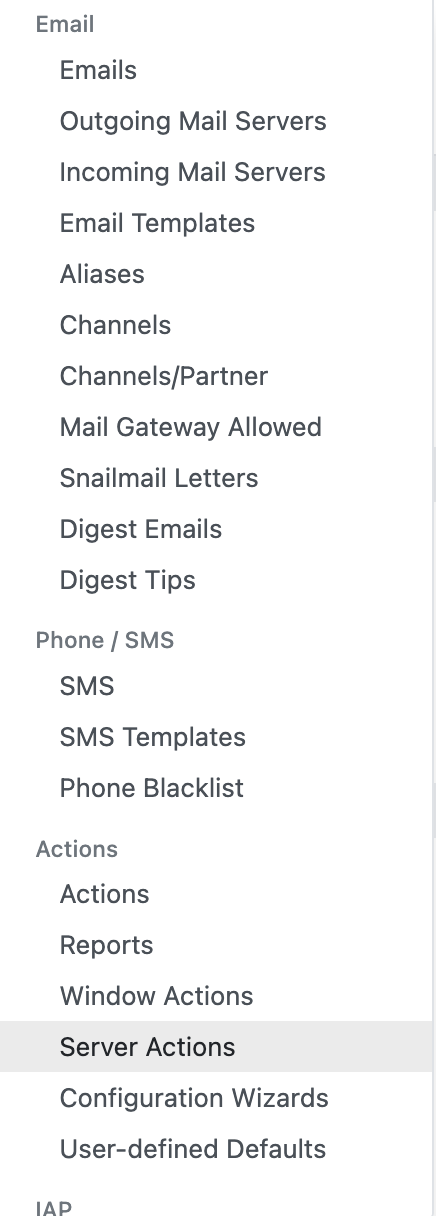 Email
Emails
Outgoing Mail Servers
Incoming Mail Servers
Email Templates
Aliases
Channels
Channels/Partner
Mail Gateway Allowed
Snailmail Letters
Digest Emails
Digest Tips
Phone / SMS
SMS
SMS Templates
Phone Blacklist
Actions
Actions
Reports
Window Actions
Server Actions
Configuration Wizards
User-defined Defaults
IAP